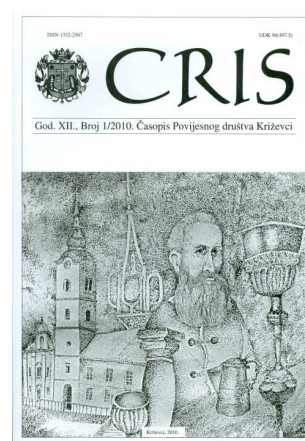 ISSN 1332-2567
UDK 94(497.5)
CRIS
God. XII., Broj 1/2010. Časopis Povijesnog društva Križevci
Križevci, 2010.